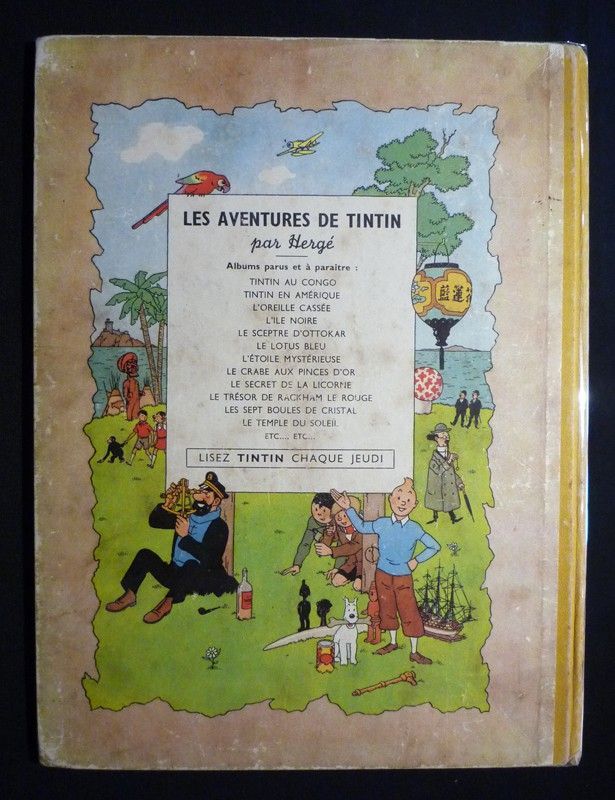 LES AVENTURES DE TINTIN
par Hergé
Albums parus et à paraître :
TINTIN AU CONGO
TINTIN EN AMÉRIQUE
L'OREILLE CASSÉE
L'ILE NOIRE
LE SCEPTRE D'OTTOKAR
LE LOTUS BLEU
L'ÉTOILE MYSTÉRIEUSE
LE CRABE AUX PINCES D'OR
LE SECRET DE LA LICORNE
LE TRÉSOR DE RACKHAM LE ROUGE
LES SEPT BOULES DE CRISTAL
LE TEMPLE DU SOLEIL
ETC..., ETC...
LISEZ TINTIN CHAQUE JEUDI
藍蓮花